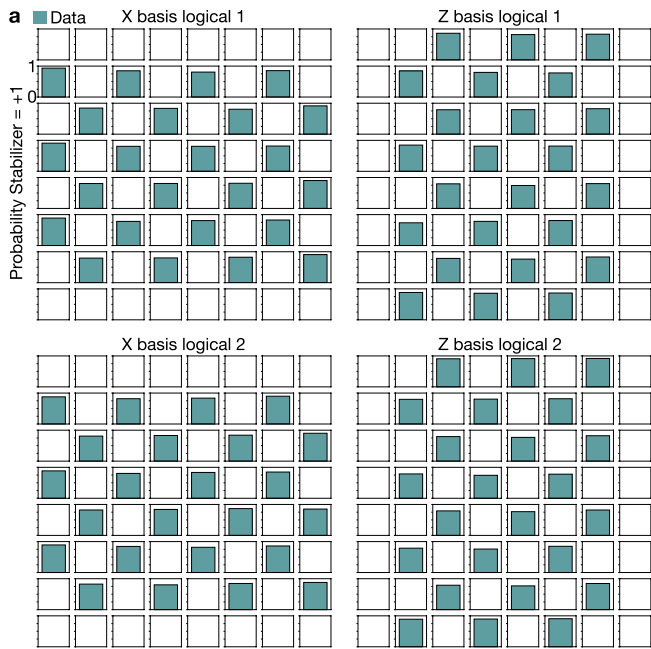 a Data
X basis logical 1
Z basis logical 1
1
0
Probability Stabilizer = +1
X basis logical 2
Z basis logical 2